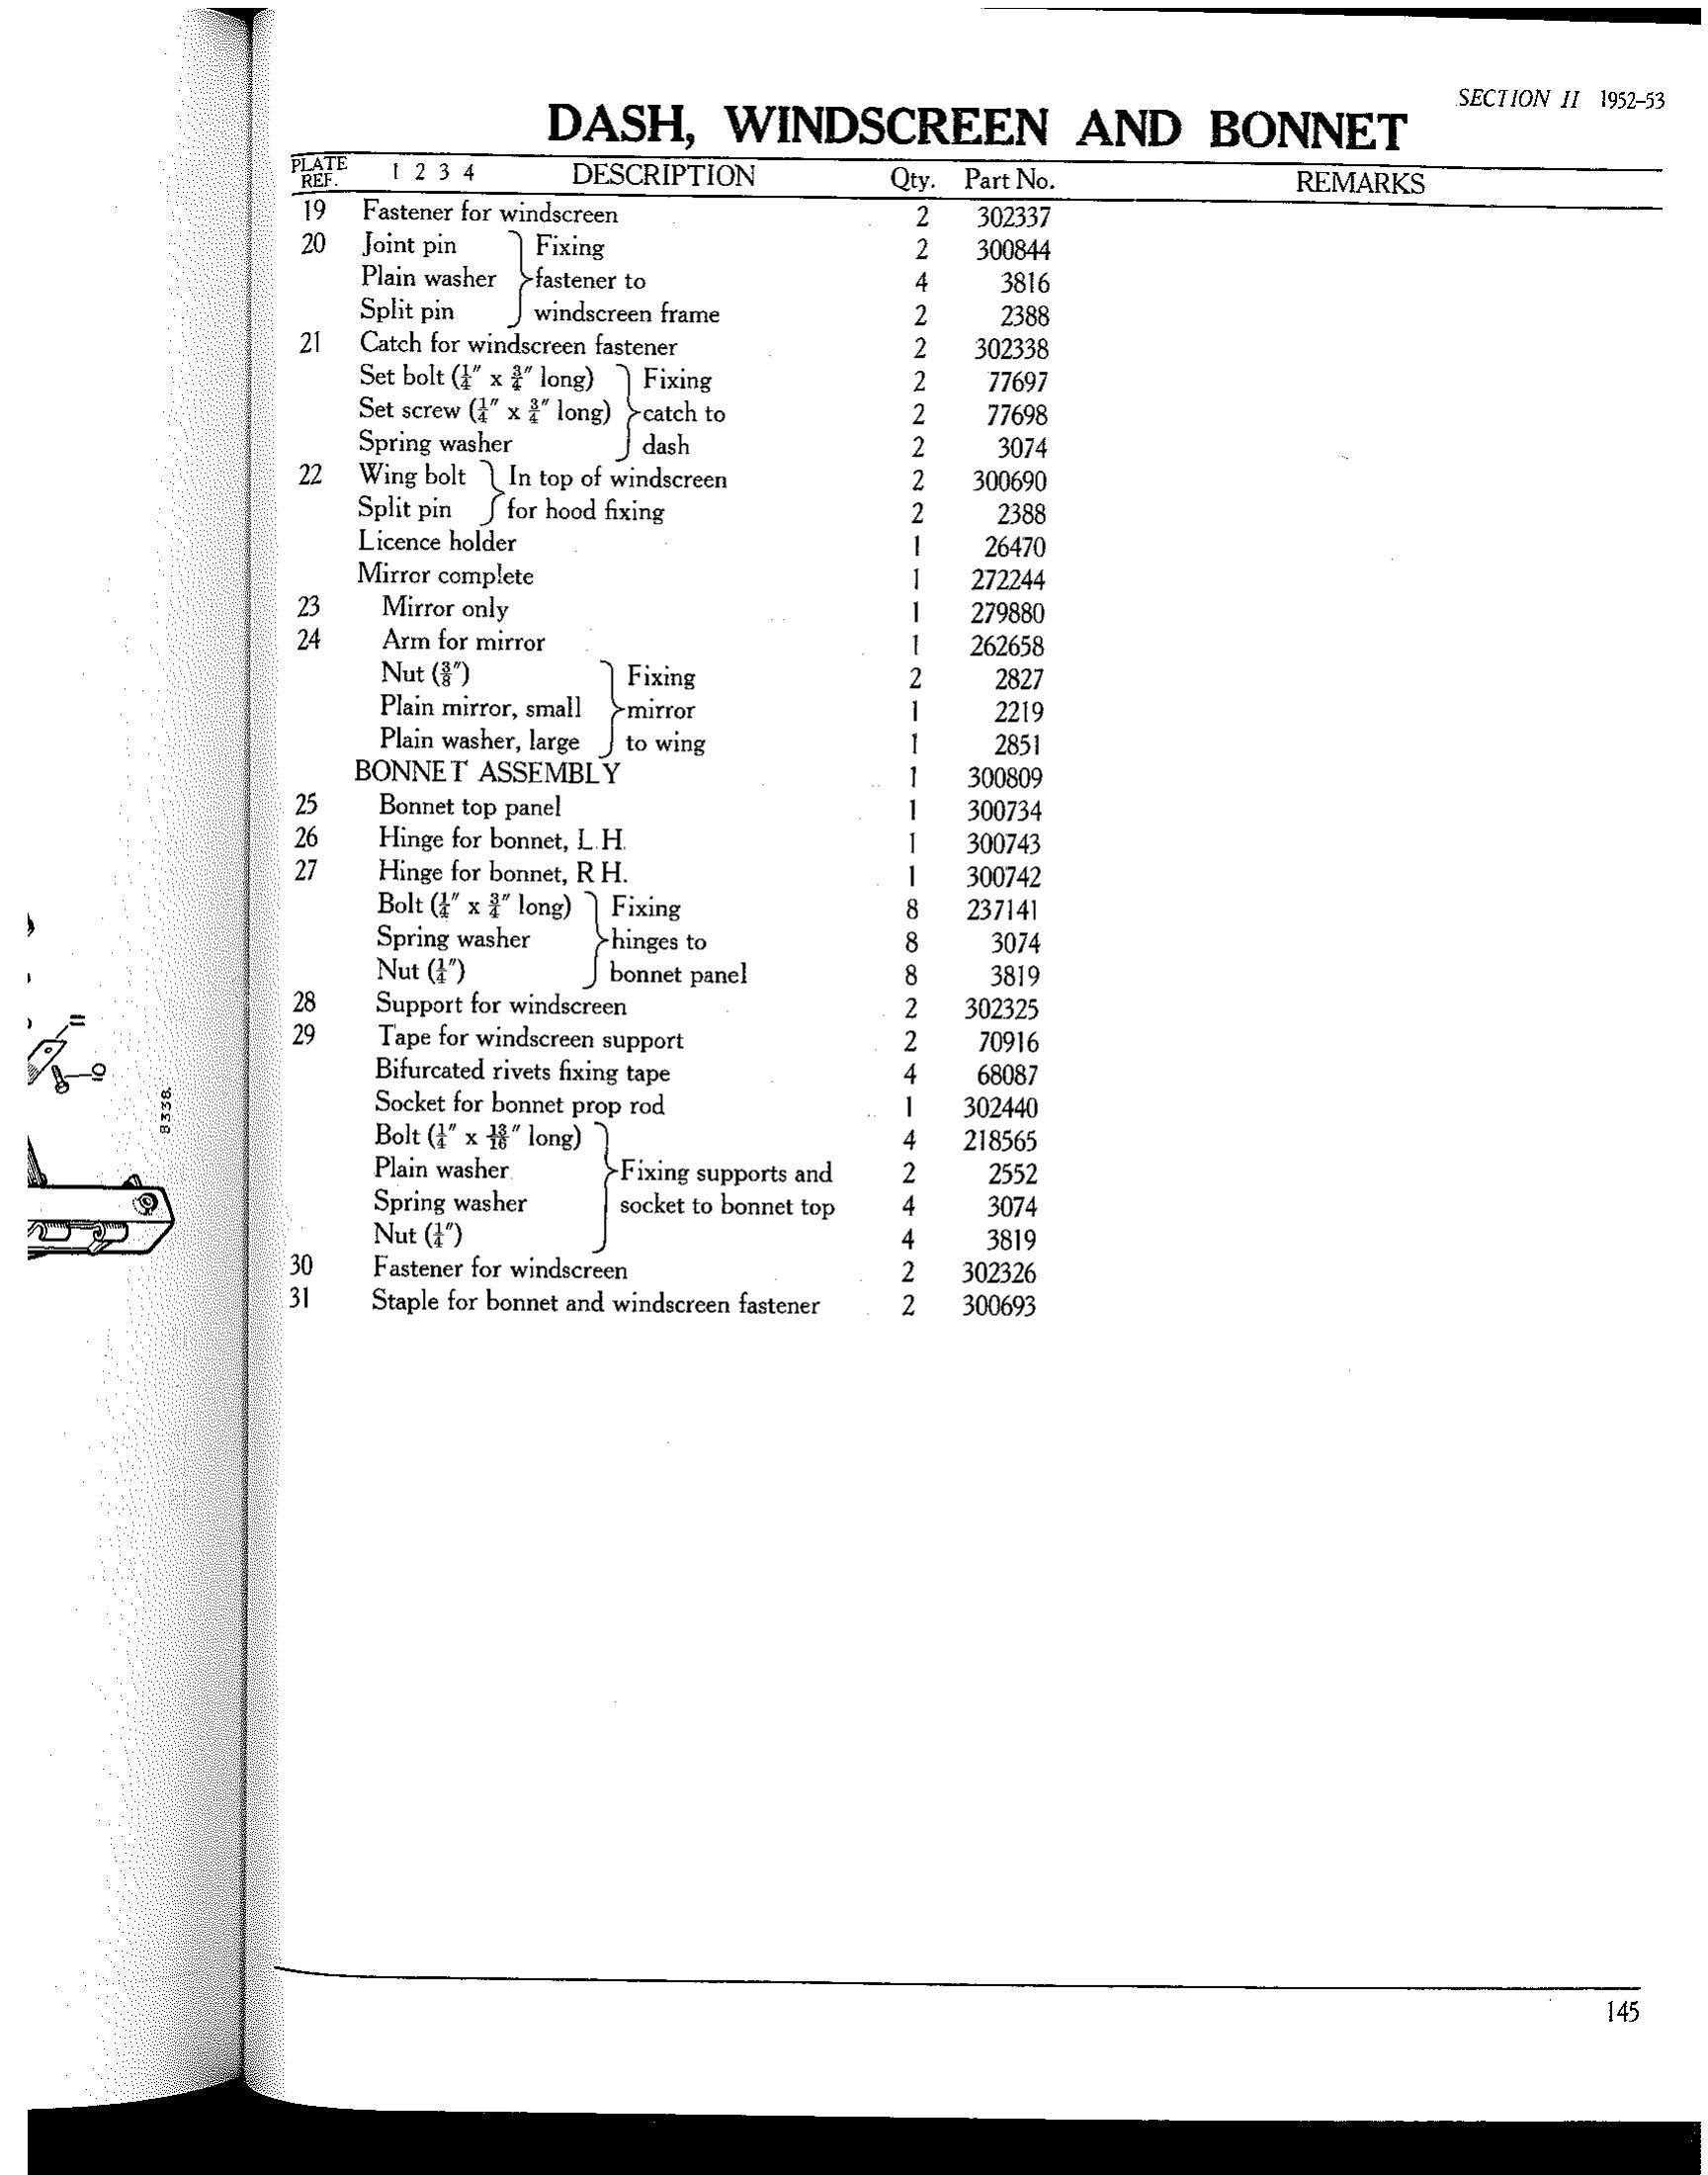 SECTION II 1952–53
DASH, WINDSCREEN AND BONNET
PLATE REF. 1 2 3 4 DESCRIPTION Qty. Part No. REMARKS
19 Fastener for windscreen 2 302337
20 Joint pin Fixing 2 300844
Plain washer fastener to 4 3816
Split pin windscreen frame 2 2388
21 Catch for windscreen fastener 2 302338
Set bolt (¼″ x ¾″ long) Fixing 2 77697
Set screw (¼″ x ¾″ long) catch to 2 77698
Spring washer dash 2 3074
22 Wing bolt In top of windscreen 2 300690
Split pin for hood fixing 2 2388
Licence holder 1 26470
Mirror complete 1 272244
23 Mirror only 1 279880
24 Arm for mirror 1 262658
Nut (⅜″) Fixing 2 2827
Plain mirror, small mirror 1 2219
Plain washer, large to wing 1 2851
BONNET ASSEMBLY 1 300809
25 Bonnet top panel 1 300734
26 Hinge for bonnet, L.H. 1 300743
27 Hinge for bonnet, R H. 1 300742
Bolt (¼″ x ¾″ long) Fixing 8 237141
Spring washer hinges to 8 3074
Nut (¼″) bonnet panel 8 3819
28 Support for windscreen 2 302325
29 Tape for windscreen support 2 70916
Bifurcated rivets fixing tape 4 68087
Socket for bonnet prop rod 1 302440
Bolt (¼″ x 13/16″ long) 4 218565
Plain washer Fixing supports and 2 2552
Spring washer socket to bonnet top 4 3074
Nut (¼″) 4 3819
30 Fastener for windscreen 2 302326
31 Staple for bonnet and windscreen fastener 2 300693
11
10
8338.
145